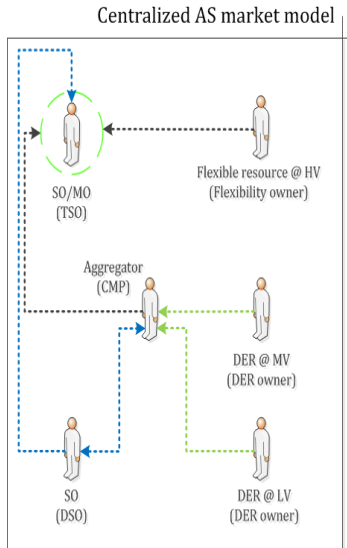 Centralized AS market model
SO/MO
(TSO)
Flexible resource @ HV
(Flexibility owner)
Aggregator
(CMP)
DER @ MV
(DER owner)
SO
(DSO)
DER @ LV
(DER owner)